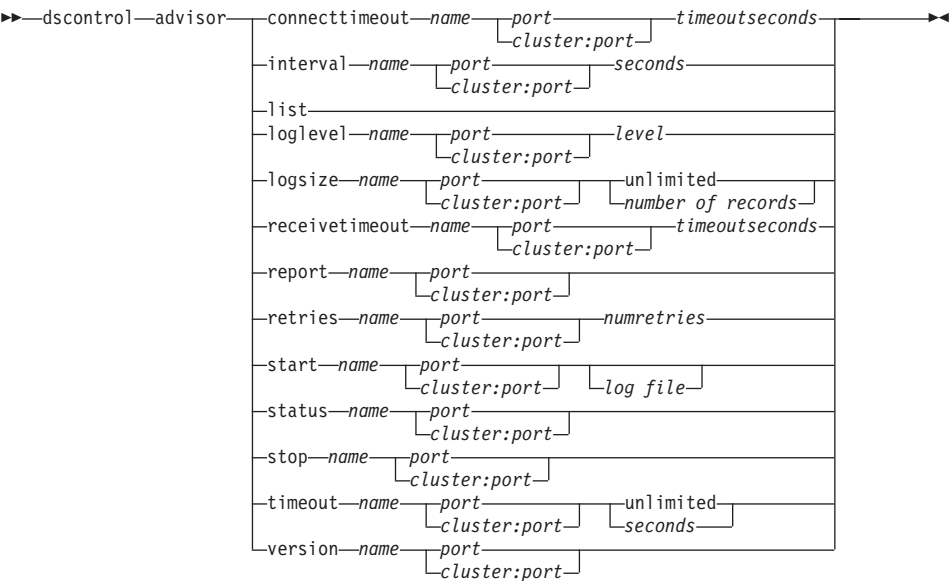 dscontrol advisor connecttimeout name port timeoutseconds
cluster:port
interval name port seconds
cluster:port
list
loglevel name port level
cluster:port
logsize name port unlimited
cluster:port number of records
receivetimeout name port timeoutseconds
cluster:port
report name port
cluster:port
retries name port numretries
cluster:port
start name port
cluster:port log file
status name port
cluster:port
stop name port
cluster:port
timeout name port unlimited
cluster:port seconds
version name port
cluster:port